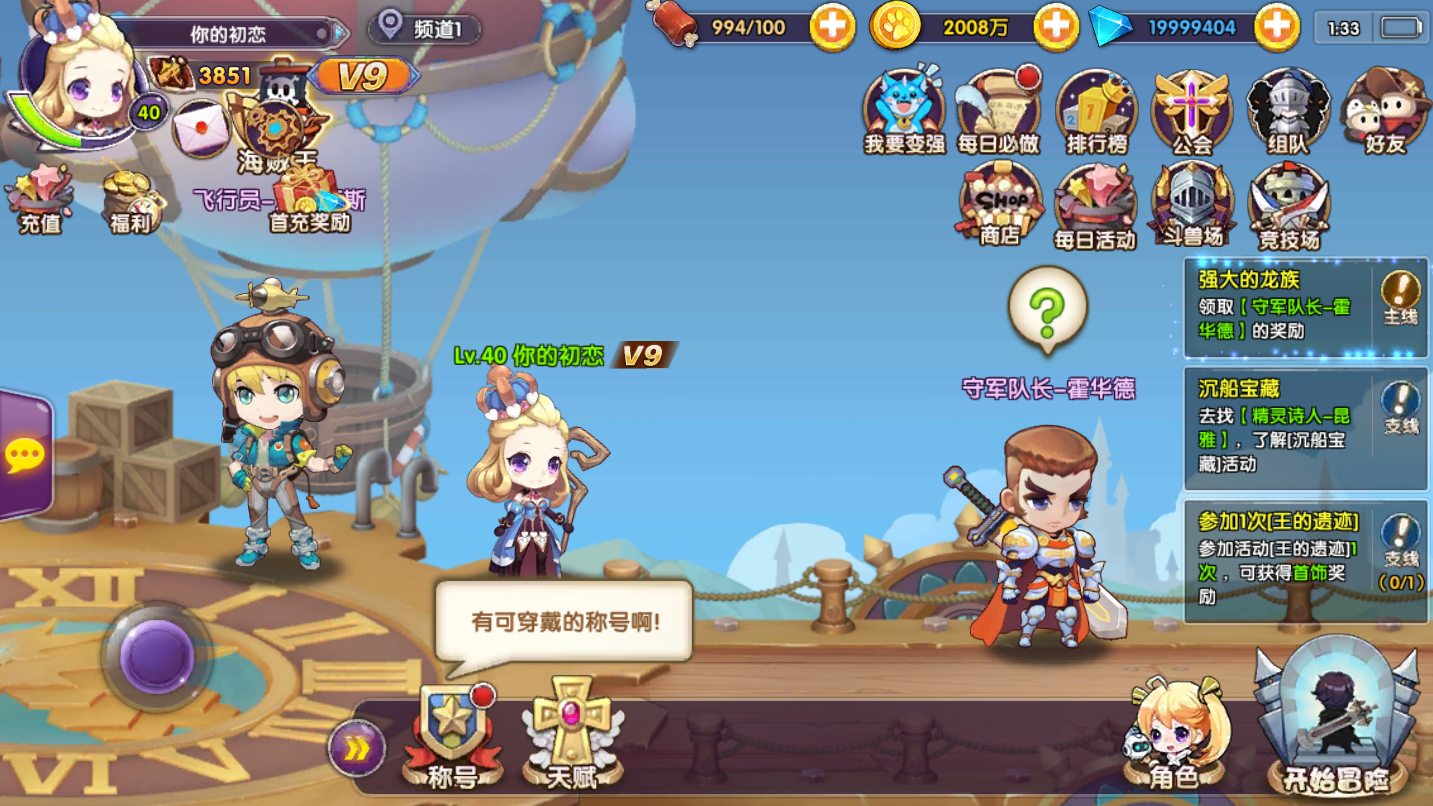 你的初恋
频道1
994/100
2008万
19999404
1:33
3851
V9
40
海贼王
我要变强
每日必做
排行榜
公会
组队
好友
充值
福利
首充奖励
飞行员-
斯
SHOP
商店
每日活动
斗兽场
竞技场
强大的龙族
领取【守军队长-霍
华德】的奖励
主线
Lv.40 你的初恋 V9
守军队长-霍华德
沉船宝藏
去找【精灵诗人-昆
雅】，了解[沉船宝
藏]活动
支线
参加1次[王的遗迹]
参加活动[王的遗迹]1
次，可获得首饰奖
励
支线
(0/1)
有可穿戴的称号啊!
称号
天赋
角色
开始冒险